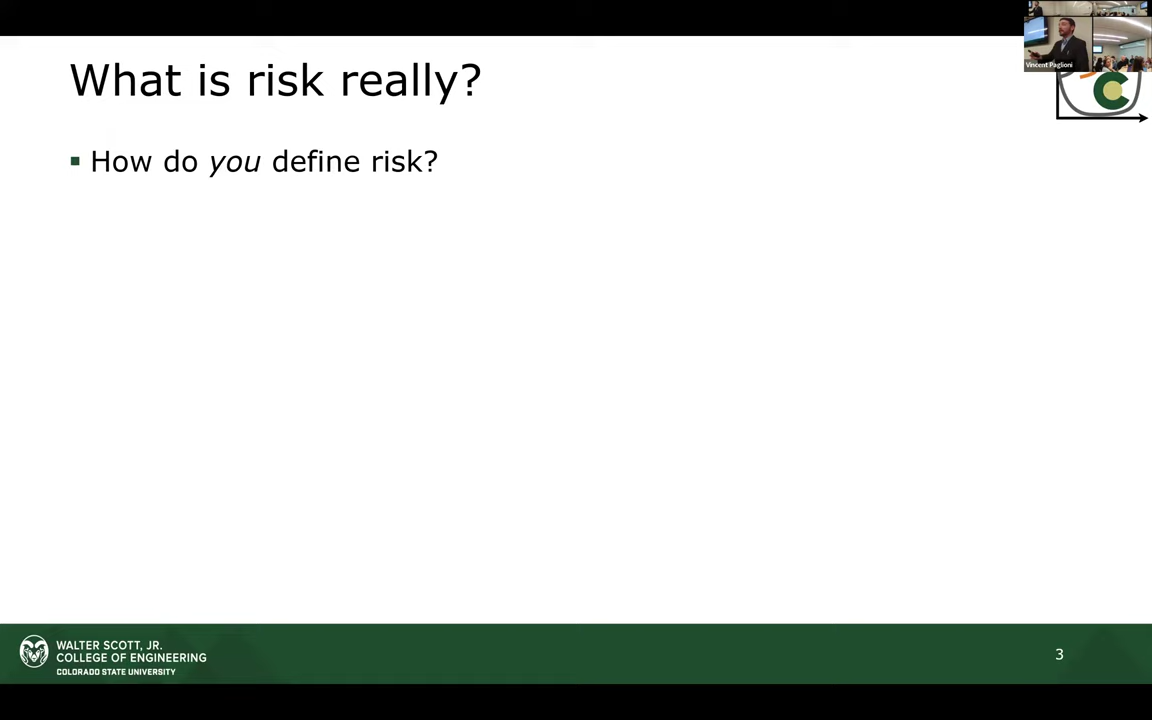 What is risk really?
Vincent Paglioni
C
▪ How do you define risk?
WALTER SCOTT, JR.
COLLEGE OF ENGINEERING
COLORADO STATE UNIVERSITY
3